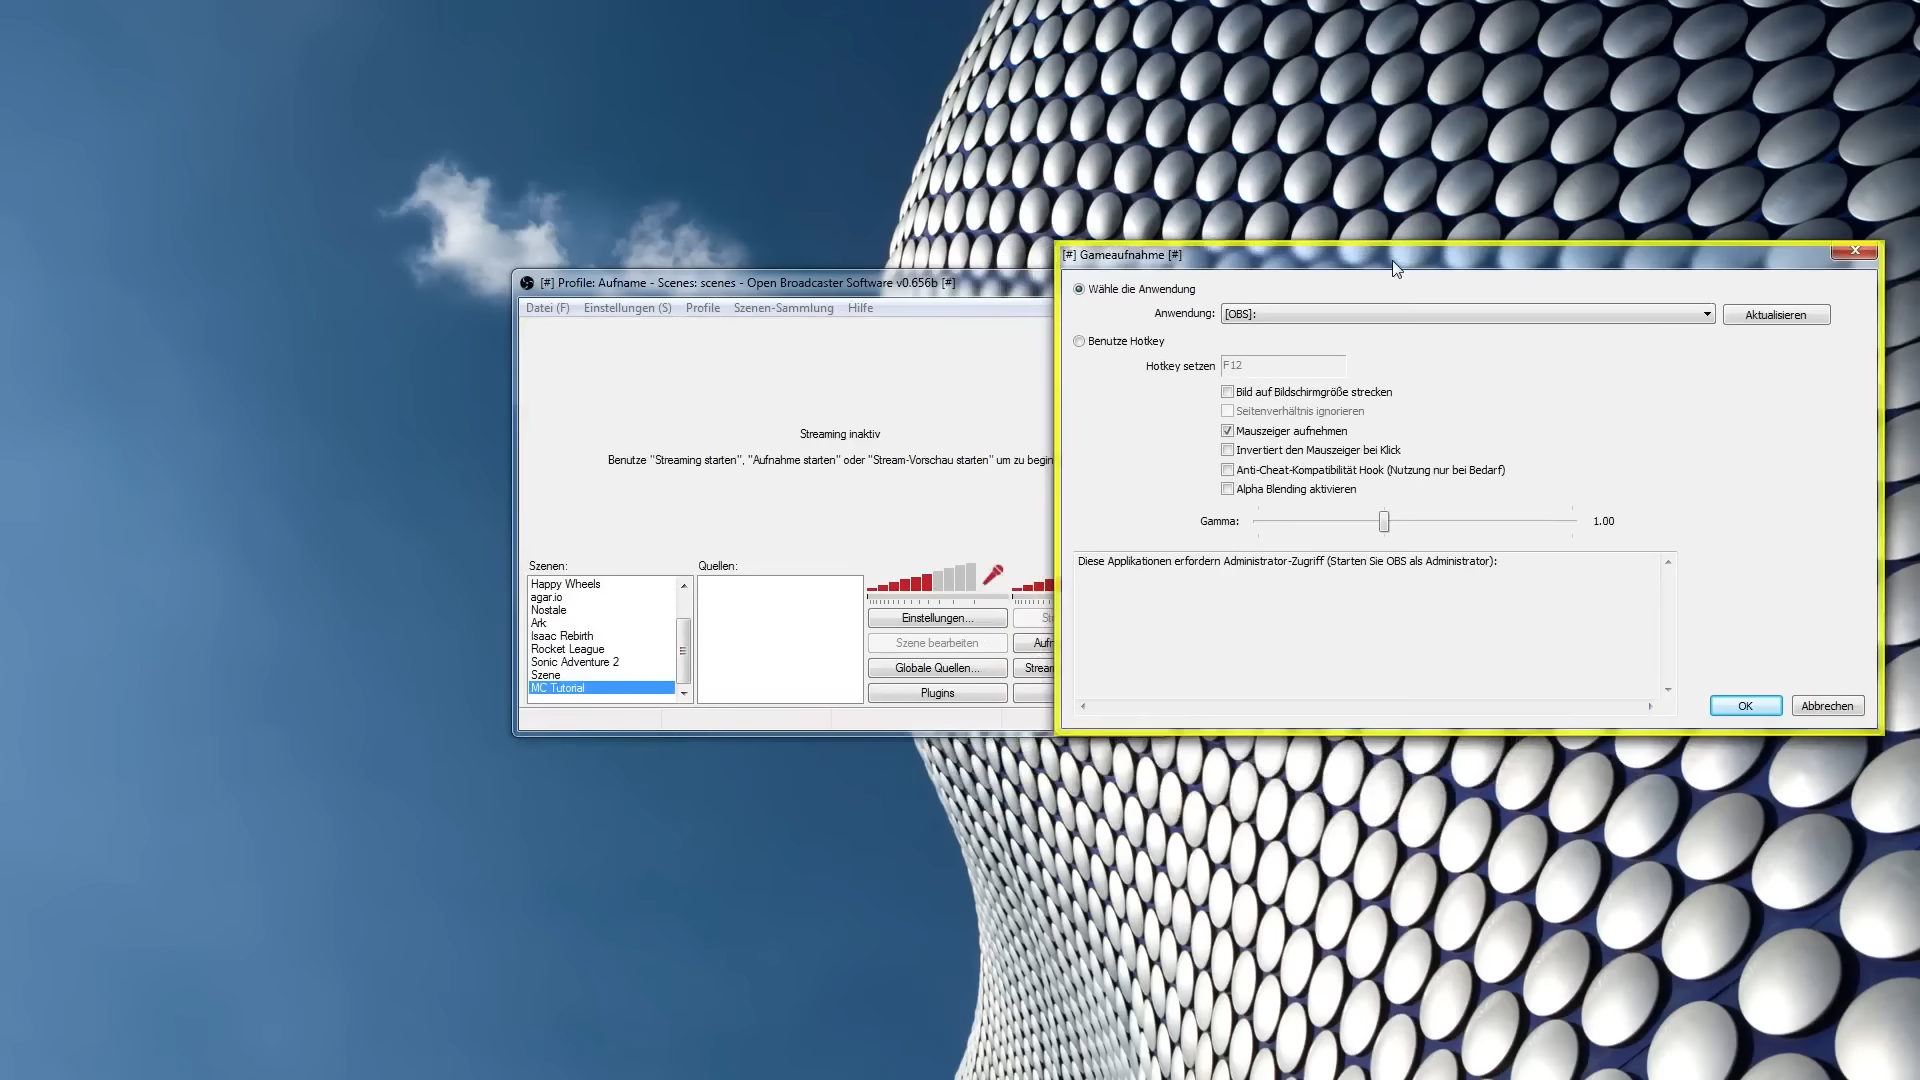 [#] Profile: Aufname - Scenes: scenes - Open Broadcaster Software v0.656b [#]
Datei (F) Einstellungen (S) Profile Szenen-Sammlung Hilfe
Streaming inaktiv
Benutze "Streaming starten", "Aufnahme starten" oder "Stream-Vorschau starten" um zu begin
Szenen:
Happy Wheels
agar.io
Nostale
Ark
Isaac Rebirth
Rocket League
Sonic Adventure 2
Szene
MC Tutorial
Quellen:
Einstellungen...
Szene bearbeiten
Globale Quellen...
Plugins
Str
Aufn
Stream
[#] Gameaufnahme [#]
Wähle die Anwendung
Anwendung: [OBS]: Aktualisieren
Benutze Hotkey
Hotkey setzen F12
Bild auf Bildschirmgröße strecken
Seitenverhältnis ignorieren
Mauszeiger aufnehmen
Invertiert den Mauszeiger bei Klick
Anti-Cheat-Kompatibilität Hook (Nutzung nur bei Bedarf)
Alpha Blending aktivieren
Gamma: 1.00
Diese Applikationen erfordern Administrator-Zugriff (Starten Sie OBS als Administrator):
OK Abbrechen